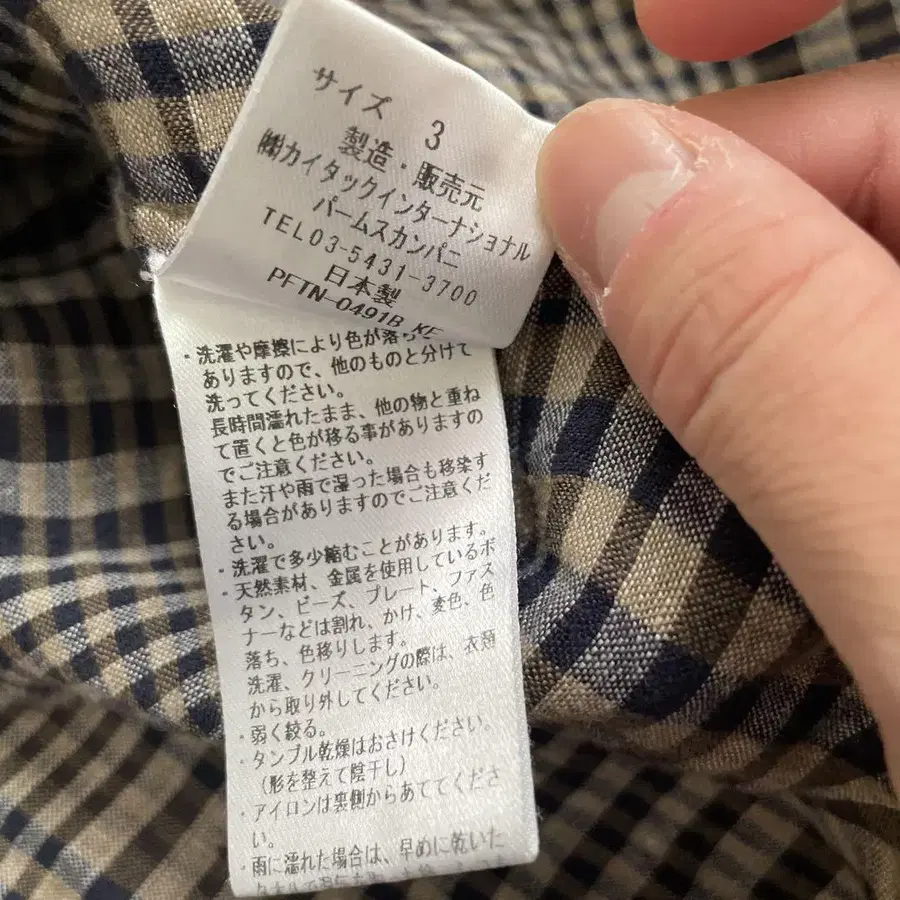 サイズ 3
製造・販売元
㈱カイタックインターナショナル
パームスカンパニ
TEL03-5431-3700
日本製
PFTN-0491B KF
・洗濯や摩擦により色が落ち
ありますので、他のものと分けて
洗ってください。
長時間濡れたまま、他の物と重ね
て置くと色が移る事がありますの
でご注意ください。
また汗や雨で湿った場合も移染す
る場合がありますのでご注意くだ
さい。
・洗濯で多少縮むことがあります。
・天然素材、金属を使用しているボ
タン、ビーズ、プレート、ファス
ナーなどは割れ、かけ、変色、色
落ち、色移りします。
洗濯、クリーニングの際は、衣類
から取り外してください。
・弱く絞る。
・タンブル乾燥はおさけください。
（形を整えて陰干し）
・アイロンは裏側からあててくださ
い。
・雨に濡れた場合は、早めに乾いた